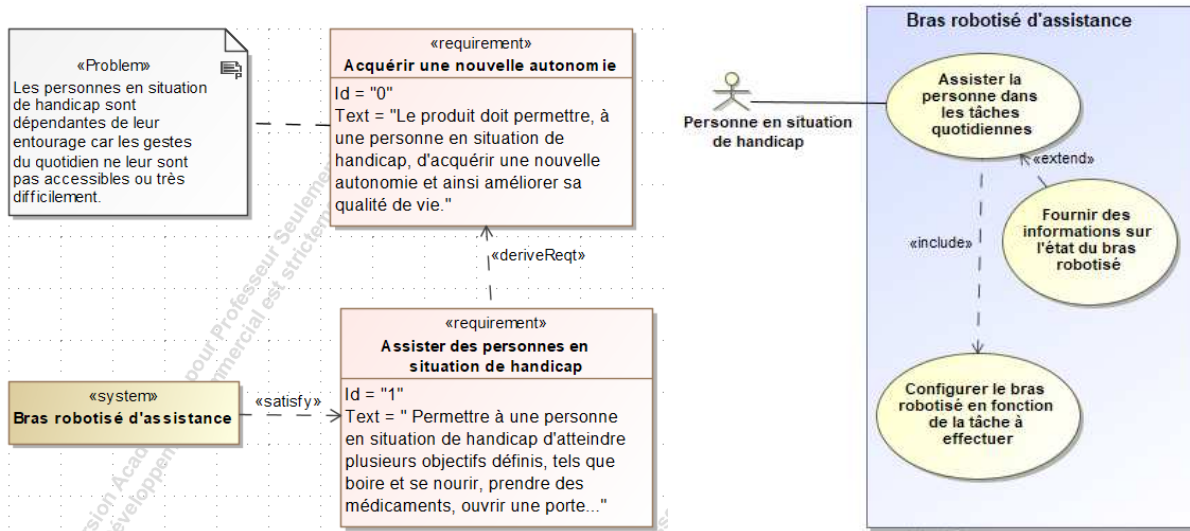 «Problem»
Les personnes en situation
de handicap sont
dépendantes de leur
entourage car les gestes
du quotidien ne leur sont
pas accessibles ou très
difficilement.
«requirement»
Acquérir une nouvelle autonomie
Id = "0"
Text = "Le produit doit permettre, à
une personne en situation de
handicap, d'acquérir une nouvelle
autonomie et ainsi améliorer sa
qualité de vie."
«deriveReqt»
«requirement»
Assister des personnes en
situation de handicap
Id = "1"
Text = " Permettre à une personne
en situation de handicap d'atteindre
plusieurs objectifs définis, tels que
boire et se nourir, prendre des
médicaments, ouvrir une porte..."
«system»
Bras robotisé d'assistance
«satisfy»
pour Professeur Seulement
Bras robotisé d'assistance
Personne en situation
de handicap
Assister la
personne dans
les tâches
quotidiennes
«extend»
Fournir des
informations sur
l'état du bras
robotisé
«include»
Configurer le bras
robotisé en fonction
de la tâche à
effectuer